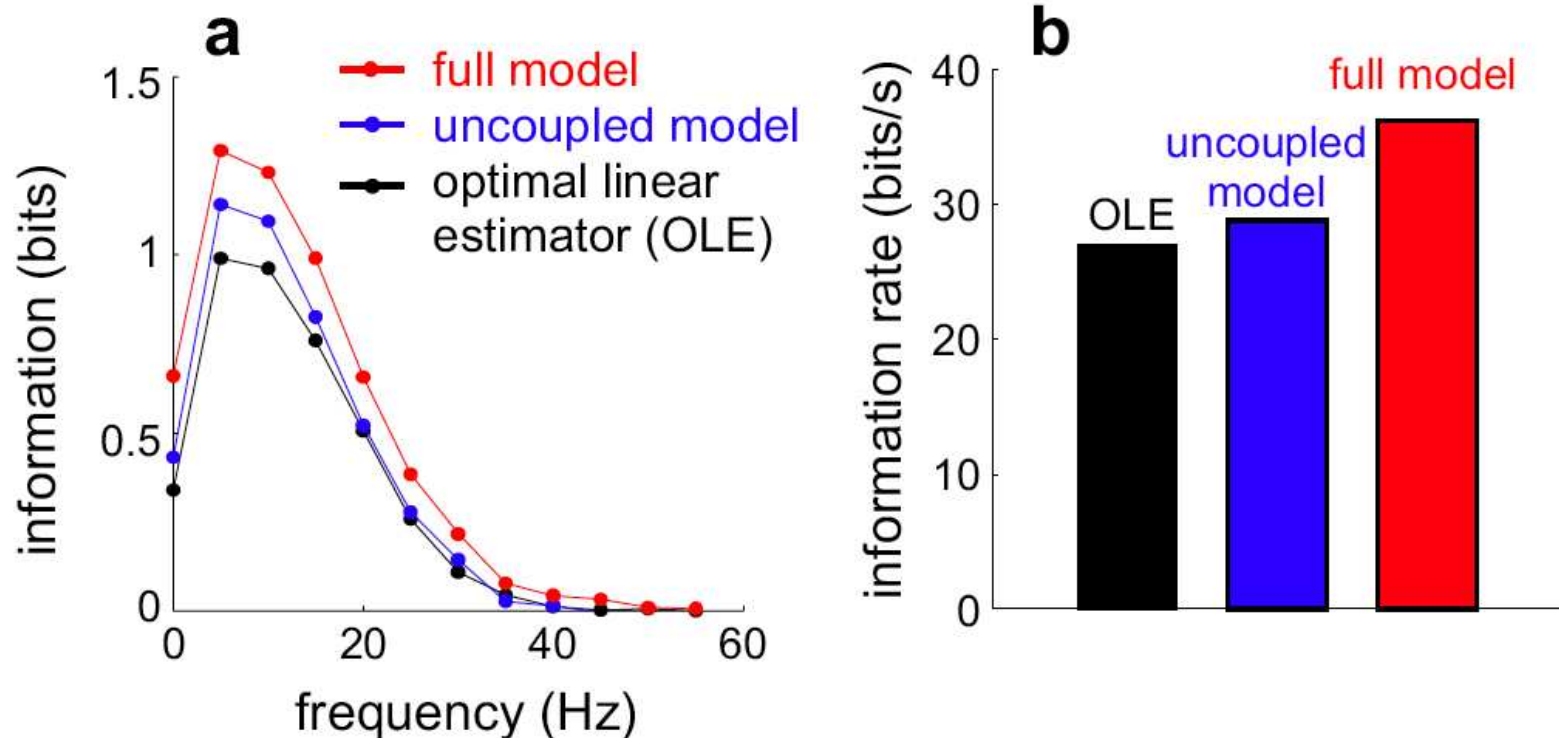 a
full model
uncoupled model
optimal linear
estimator (OLE)
1.5
1
0.5
0
0
20
40
60
information (bits)
frequency (Hz)
b
full model
uncoupled
model
OLE
40
30
20
10
0
information rate (bits/s)